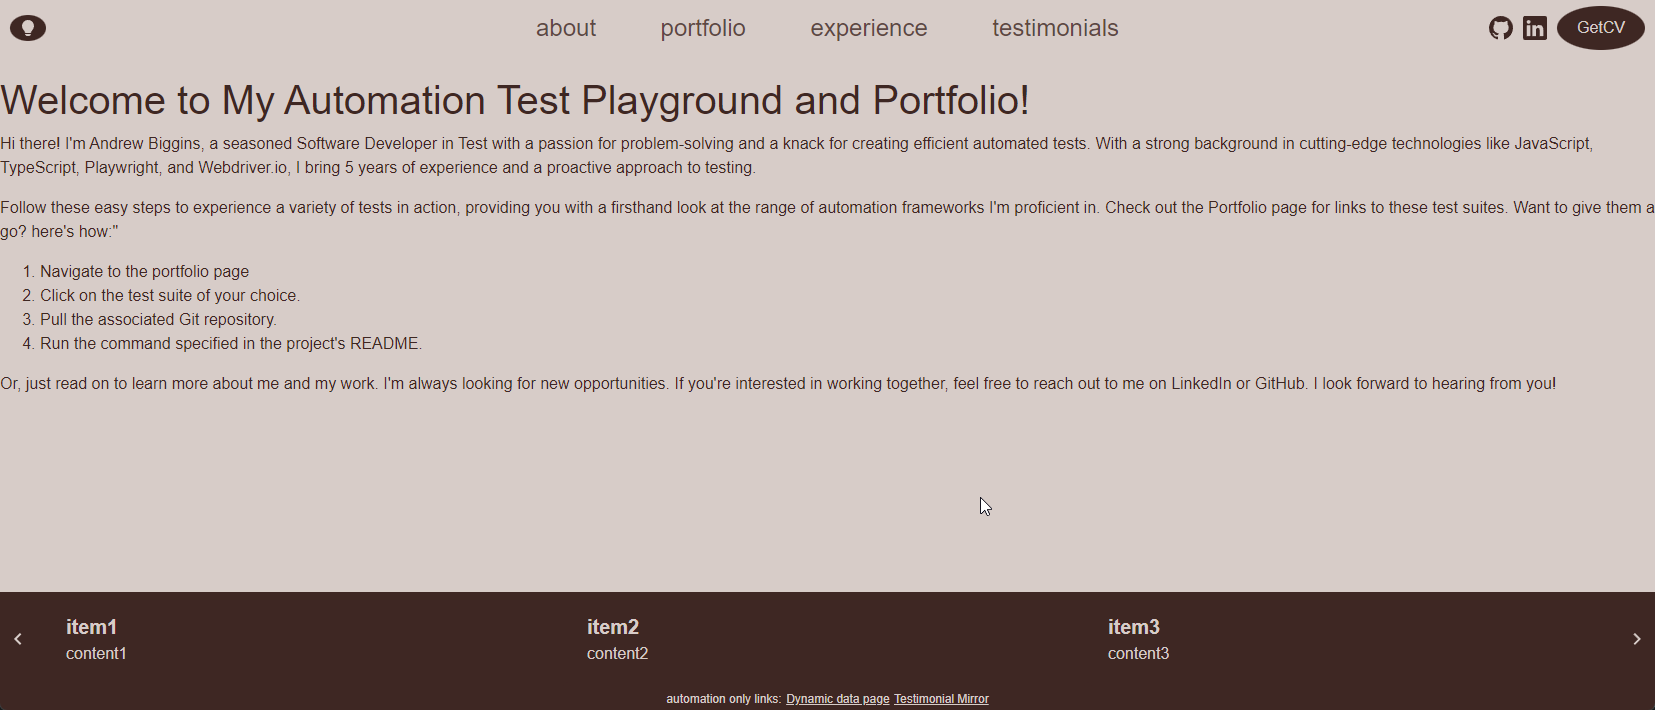 about portfolio experience testimonials GetCV
Welcome to My Automation Test Playground and Portfolio!
Hi there! I'm Andrew Biggins, a seasoned Software Developer in Test with a passion for problem-solving and a knack for creating efficient automated tests. With a strong background in cutting-edge technologies like JavaScript,
TypeScript, Playwright, and Webdriver.io, I bring 5 years of experience and a proactive approach to testing.
Follow these easy steps to experience a variety of tests in action, providing you with a firsthand look at the range of automation frameworks I'm proficient in. Check out the Portfolio page for links to these test suites. Want to give them a
go? here's how:"
1. Navigate to the portfolio page
2. Click on the test suite of your choice.
3. Pull the associated Git repository.
4. Run the command specified in the project's README.
Or, just read on to learn more about me and my work. I'm always looking for new opportunities. If you're interested in working together, feel free to reach out to me on LinkedIn or GitHub. I look forward to hearing from you!
item1 item2 item3
content1 content2 content3
automation only links: Dynamic data page Testimonial Mirror